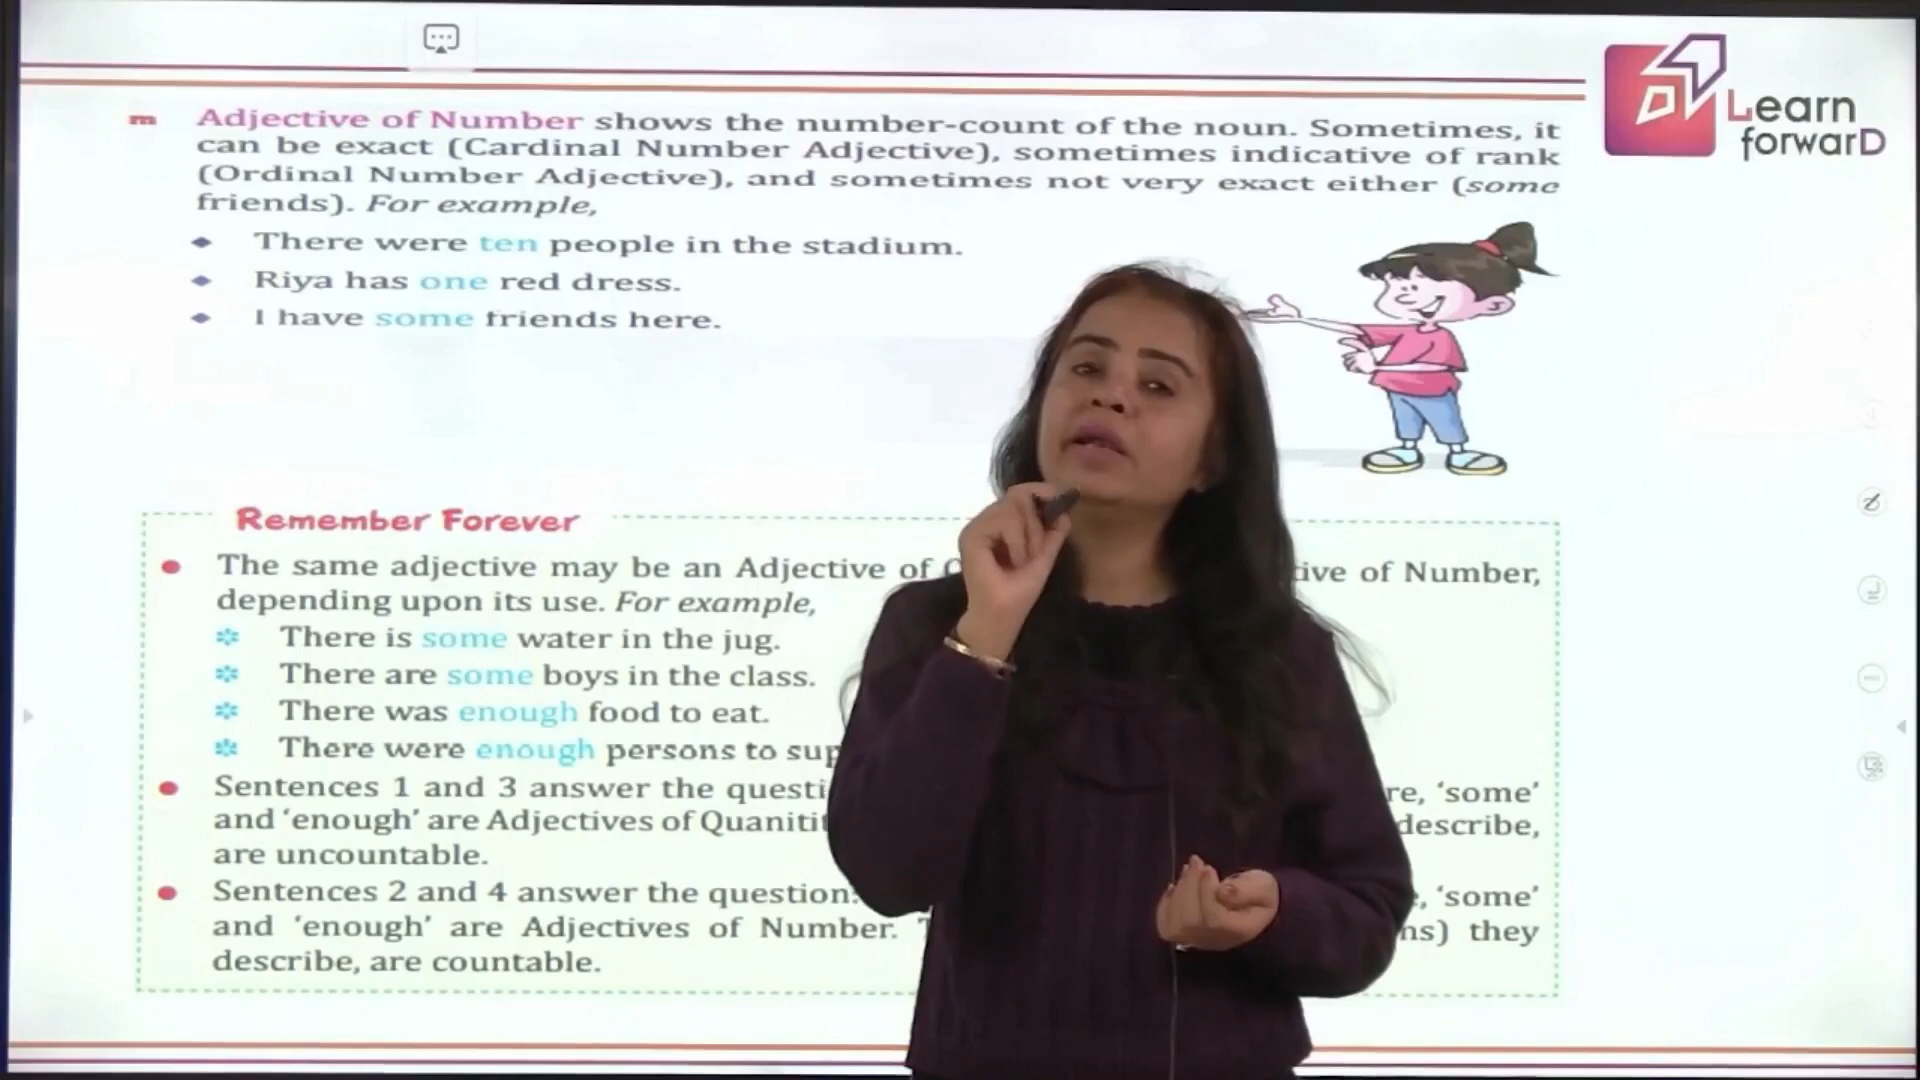 Adjective of Number shows the number-count of the noun. Sometimes, it
can be exact (Cardinal Number Adjective), sometimes indicative of rank
(Ordinal Number Adjective), and sometimes not very exact either (some
friends). For example,
There were ten people in the stadium.
Riya has one red dress.
I have some friends here.
Learn
forwarD
Remember Forever
The same adjective may be an Adjective of of Number,
depending upon its use. For example,
There is some water in the jug.
There are some boys in the class.
There was enough food to eat.
There were enough persons to
Sentences 1 and 3 answer the ‘some’
and ‘enough’ are Adjectives of describe,
are uncountable.
Sentences 2 and 4 answer the question ‘some’
and ‘enough’ are Adjectives of Number. they
describe, are countable.